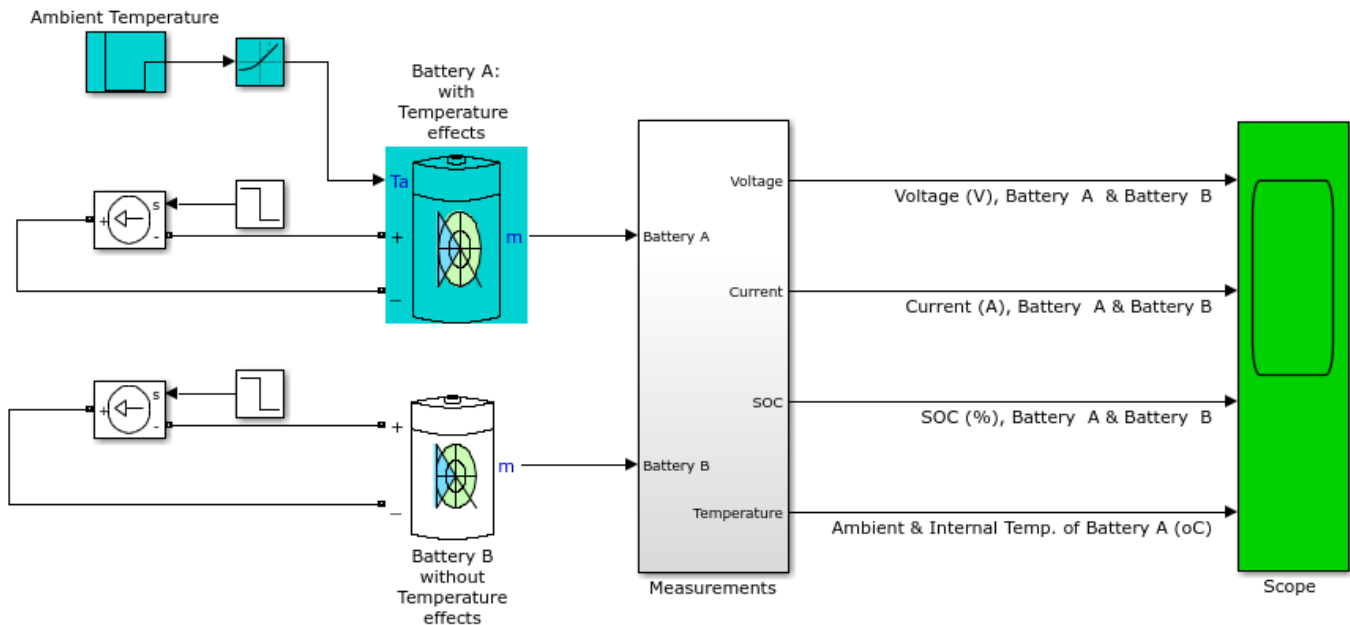 Ambient Temperature
Battery A:
with
Temperature
effects
Ta
+
_
m
s
+
-
Battery A
Battery B
Voltage
Current
SOC
Temperature
Measurements
Voltage (V), Battery  A  & Battery  B
Current (A), Battery  A & Battery B
SOC (%), Battery  A & Battery  B
Ambient & Internal Temp. of Battery A (oC)
Scope
s
+
-
+
_
m
Battery B
without
Temperature
effects